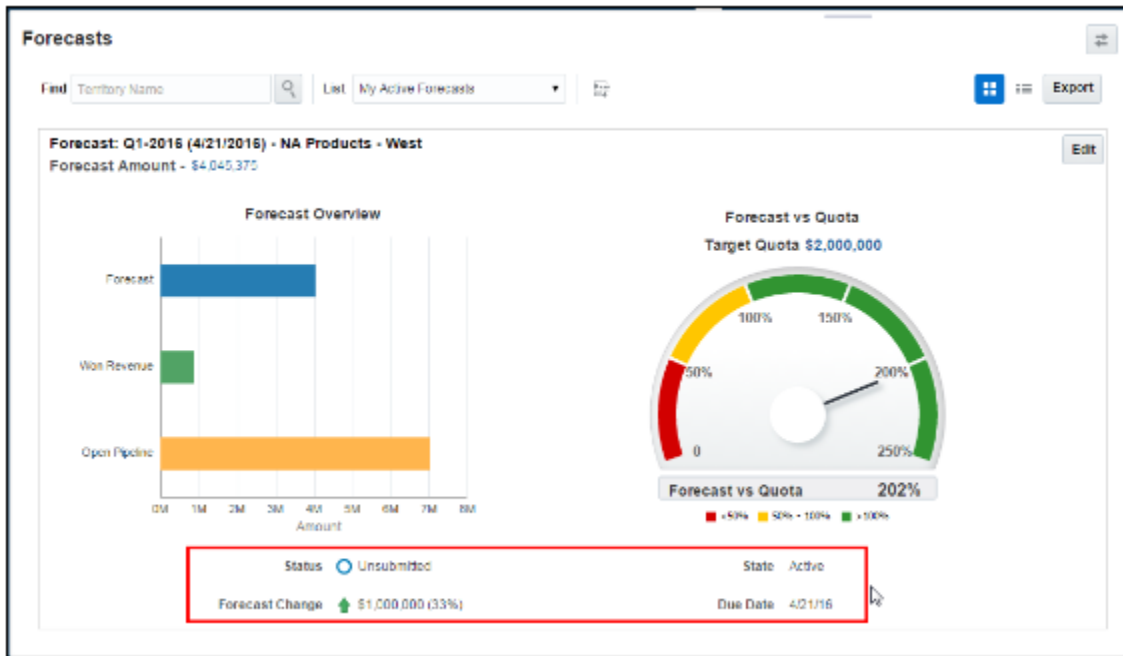 Forecasts
Find Territory Name List My Active Forecasts Export
Forecast: Q1-2016 (4/21/2016) - NA Products - West Edit
Forecast Amount - $4,045,375
Forecast Overview
Forecast
Won Revenue
Open Pipeline
0M 1M 2M 3M 4M 5M 6M 7M 8M
Amount
Forecast vs Quota
Target Quota $2,000,000
100% 150%
50% 200%
0 250%
Forecast vs Quota 202%
<50% 50% - 100% >100%
Status Unsubmitted State Active
Forecast Change $1,000,000 (33%) Due Date 4/21/16